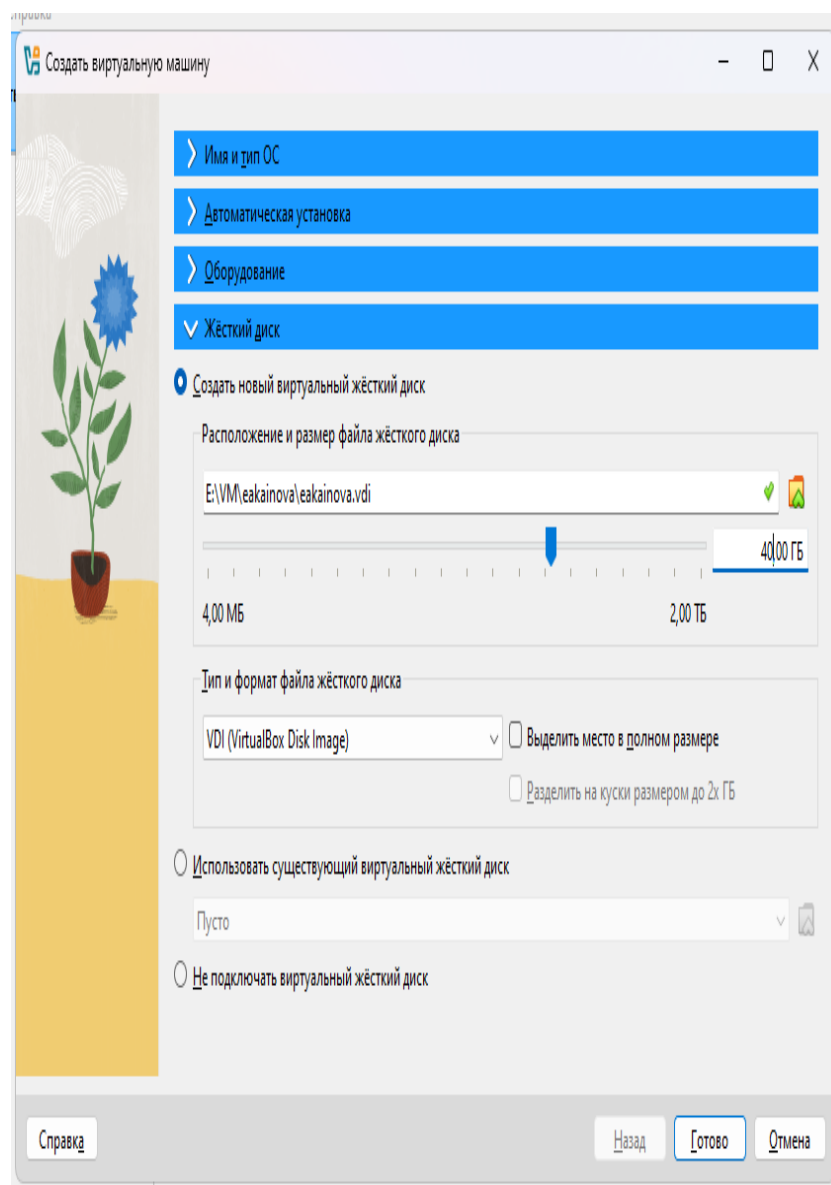 Справка
Создать виртуальную машину
Имя и тип ОС
Автоматическая установка
Оборудование
Жёсткий диск
Создать новый виртуальный жёсткий диск
Расположение и размер файла жёсткого диска
E:\VM\eakainova\eakainova.vdi
40,00 ГБ
4,00 МБ 2,00 ТБ
Тип и формат файла жёсткого диска
VDI (VirtualBox Disk Image) Выделить место в полном размере
Разделить на куски размером до 2х ГБ
Использовать существующий виртуальный жёсткий диск
Пусто
Не подключать виртуальный жёсткий диск
Справка Назад Готово Отмена